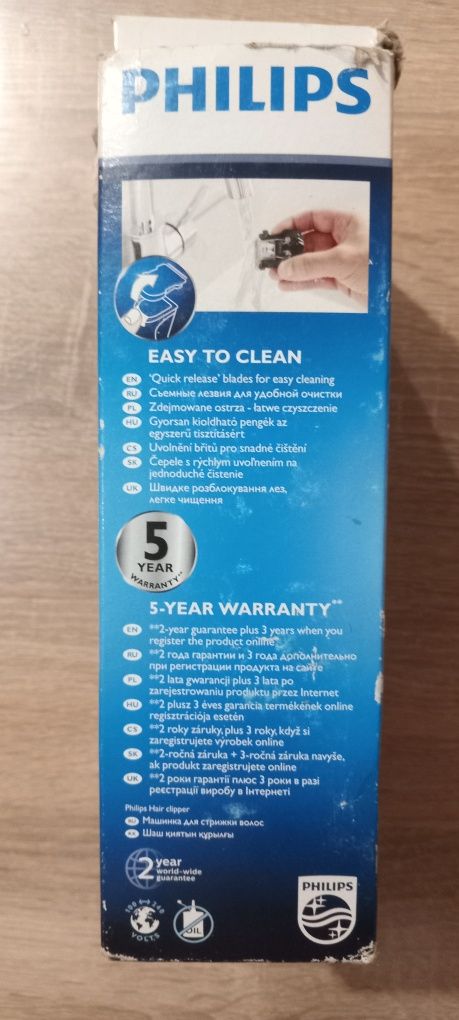 PHILIPS
EASY TO CLEAN
EN 'Quick release' blades for easy cleaning
RU Съемные лезвия для удобной очистки
PL Zdejmowane ostrza - łatwe czyszczenie
HU Gyorsan kioldható pengék az
egyszerű tisztításért
CS Uvolnění břitů pro snadné čištění
SK Čepele s rýchlym uvoľnením na
jednoduché čistenie
UK Швидке розблокування лез,
легке чищення
5
YEAR
WARRANTY**
5-YEAR WARRANTY**
EN **2-year guarantee plus 3 years when you
register the product online
RU **2 года гарантии и 3 года дополнительно
при регистрации продукта на сайте
PL **2 lata gwarancji plus 3 lata po
zarejestrowaniu produktu przez Internet
HU **2 plusz 3 éves garancia termékének online
regisztrációja esetén
CS **2 roky záruky, plus 3 roky, když si
zaregistrujete výrobek online
SK **2-ročná záruka + 3-ročná záruka navyše,
ak produkt zaregistrujete online
UK **2 роки гарантії плюс 3 роки в разі
реєстрації виробу в Інтернеті
Philips Hair clipper
RU Машинка для стрижки волос
Шаш қиятын құрылғы
2 year
world-wide
guarantee
100 ↔ 240
VOLTS
OIL
PHILIPS